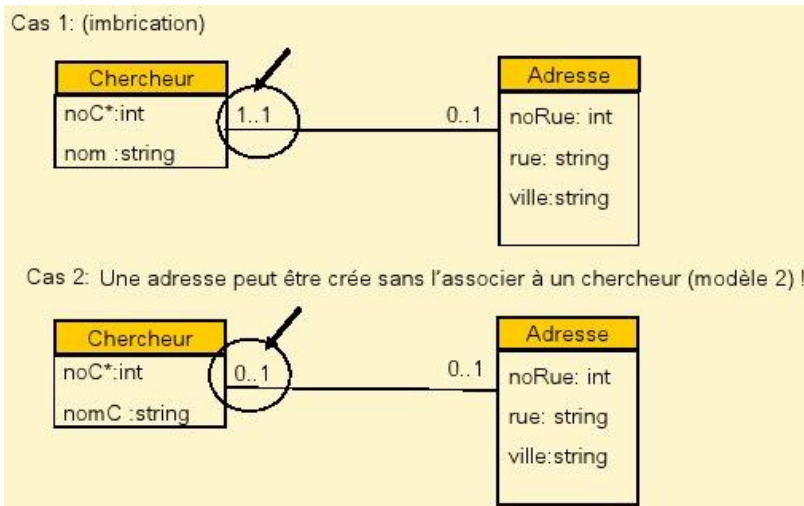 Cas 1: (imbrication)
Chercheur
noC*:int
nom :string
1..1
0..1
Adresse
noRue: int
rue: string
ville:string
Cas 2: Une adresse peut être crée sans l'associer à un chercheur (modèle 2) !
Chercheur
noC*:int
nomC :string
0..1
0..1
Adresse
noRue: int
rue: string
ville:string